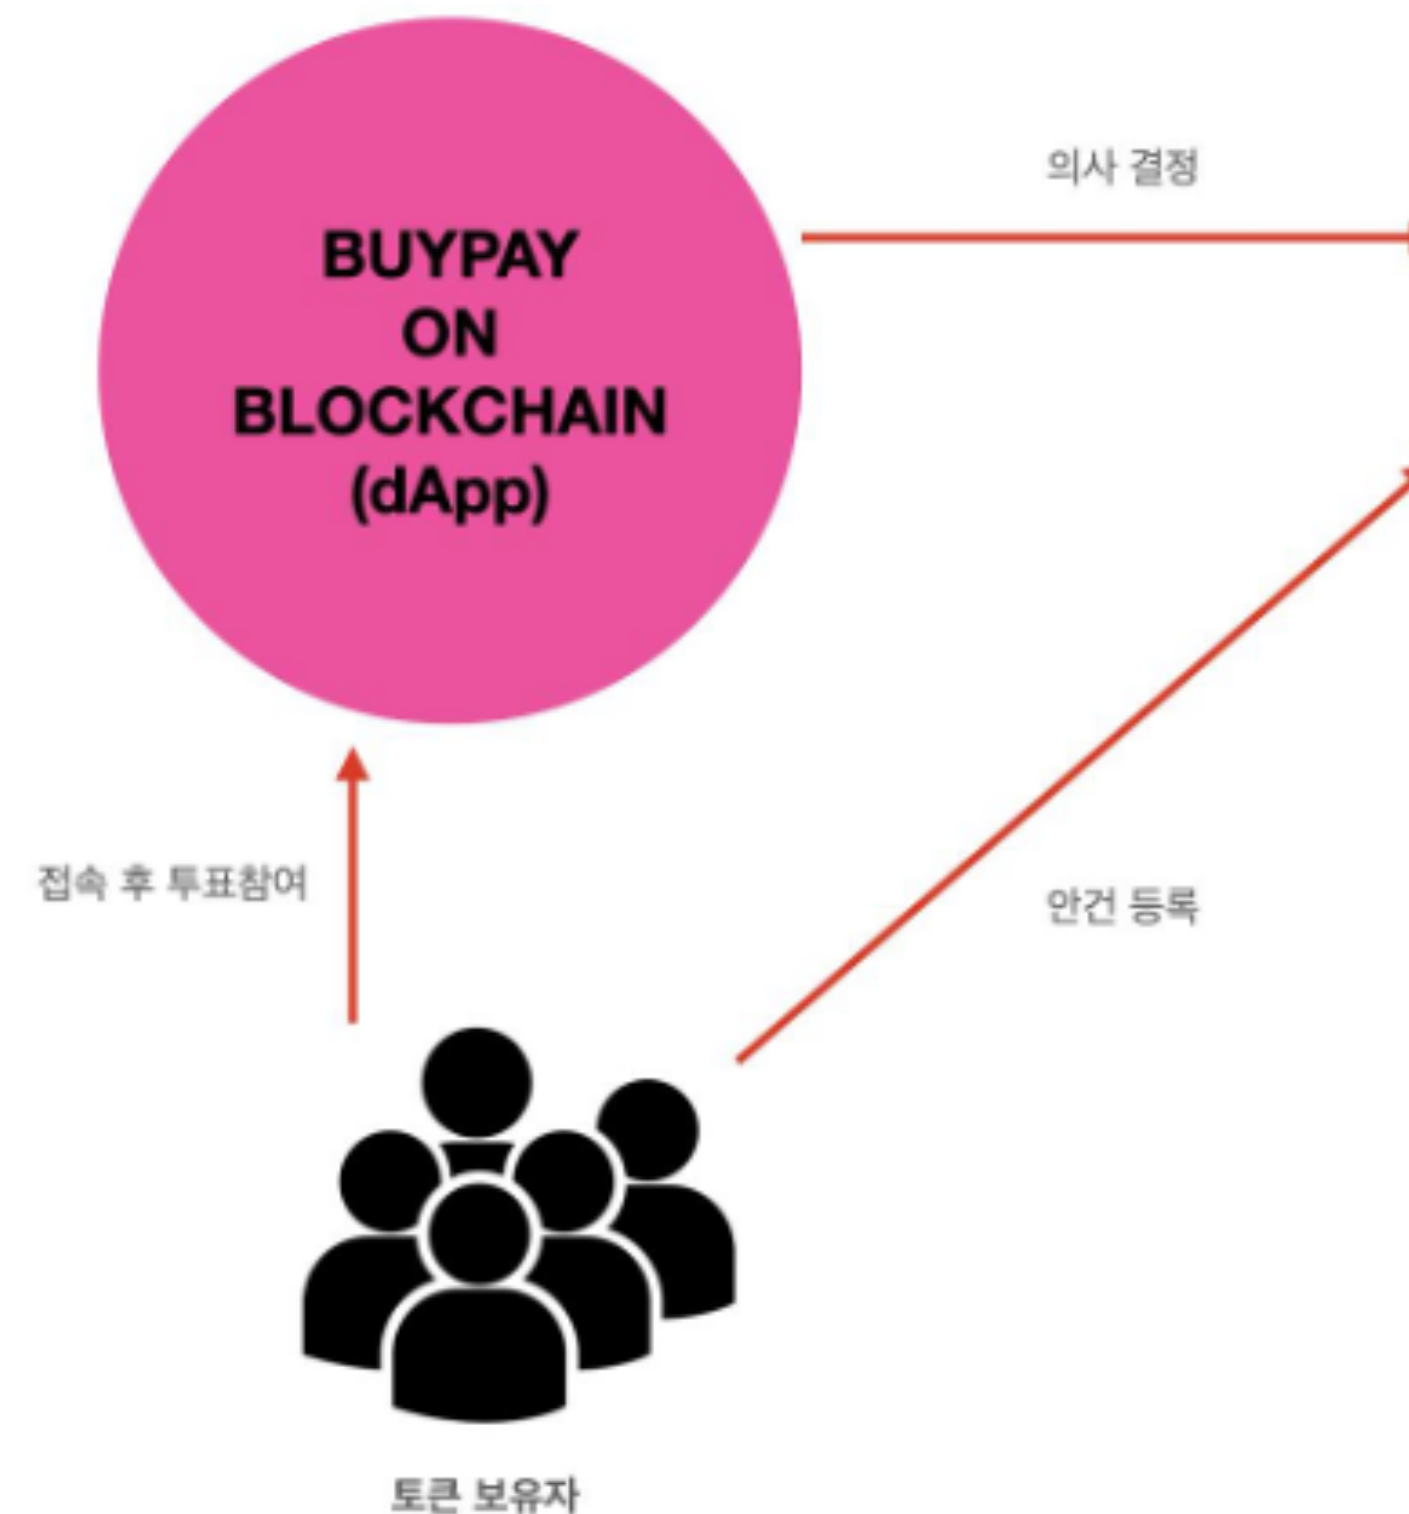 의사 결정
BUYPAY
ON
BLOCKCHAIN
(dApp)
접속 후 투표참여
안건 등록
토큰 보유자